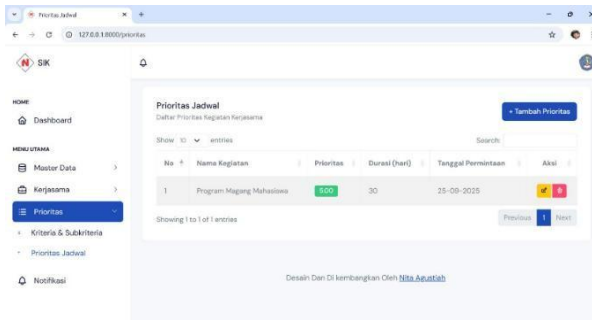 Prioritas Jadwal
127.0.0.1:8000/prioritas
SIK
HOME
Dashboard
MENU UTAMA
Master Data
Kerjasama
Prioritas
Kriteria & Subkriteria
Prioritas Jadwal
Notifikasi
Prioritas Jadwal
Daftar Prioritas Kegiatan Kerjasama
+ Tambah Prioritas
Show 10 entries
Search:
No Nama Kegiatan Prioritas Durasi (hari) Tanggal Permintaan Aksi
1 Program Magang Mahasiswa 5.00 30 25-09-2025
Showing 1 to 1 of 1 entries
Previous 1 Next
Desain Dan Di kembangkan Oleh Nita Agustiah